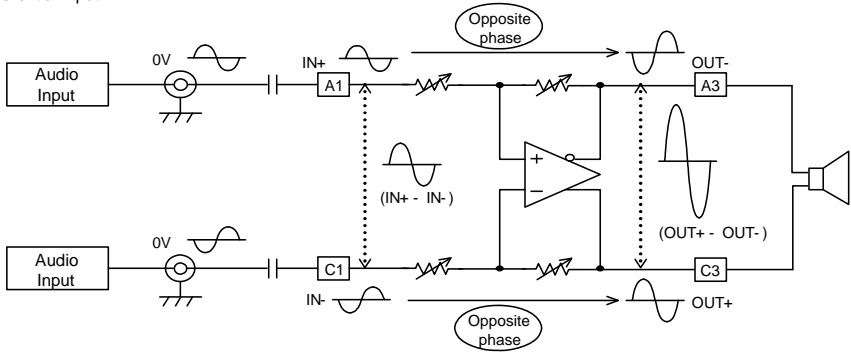 Opposite
phase
0V
IN+
OUT-
Audio
Input
A1
A3
+
−
(IN+ - IN-)
(OUT+ - OUT-)
0V
Audio
Input
C1
C3
IN-
OUT+
Opposite
phase